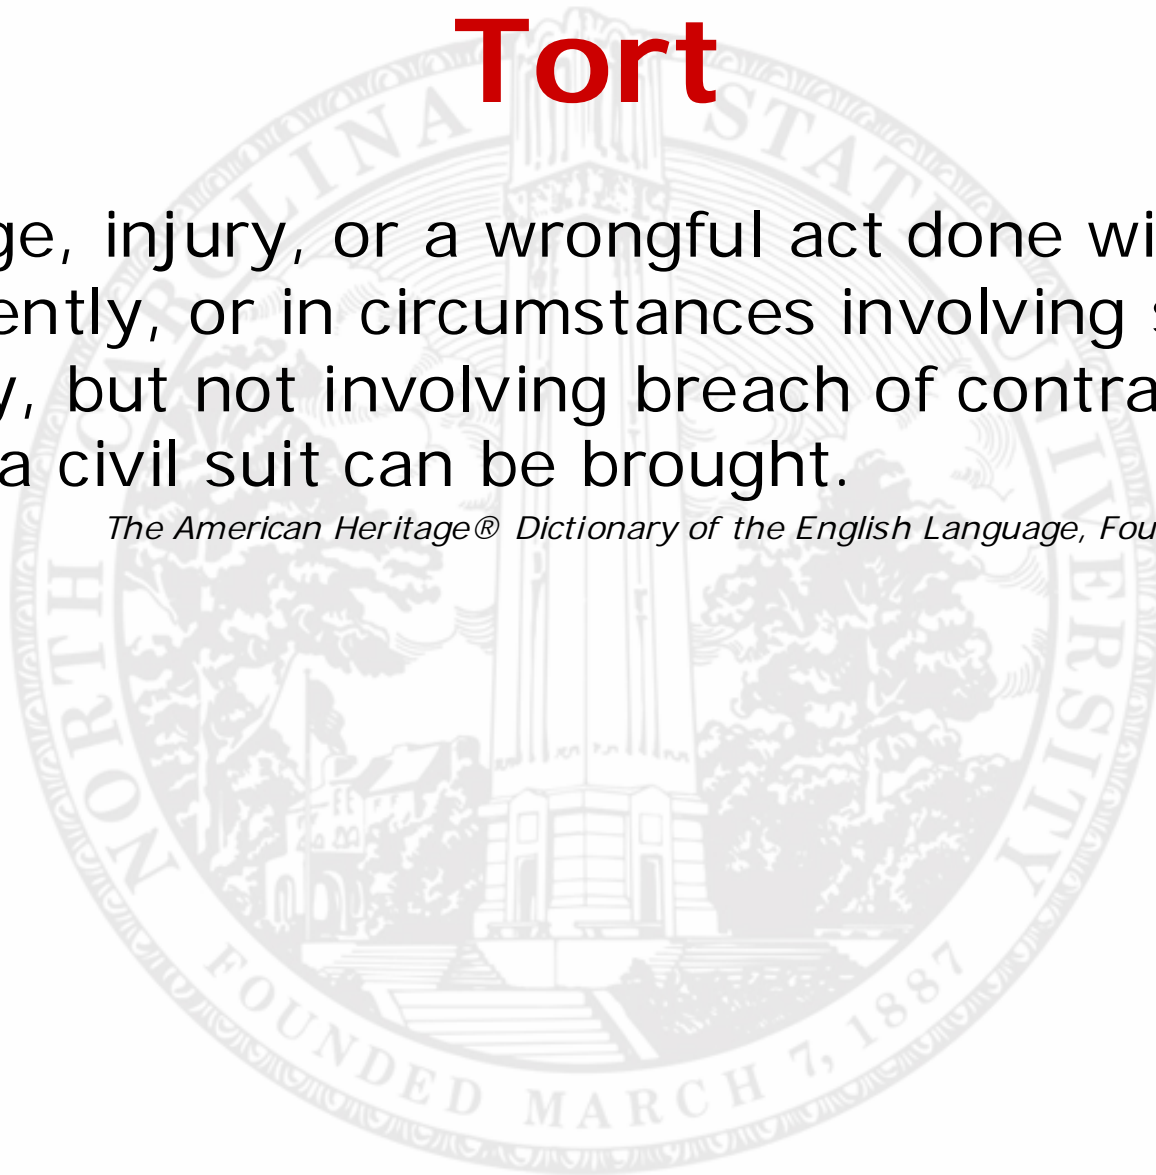 Tort
ge, injury, or a wrongful act done wi
ently, or in circumstances involving s
y, but not involving breach of contra
a civil suit can be brought.
The American Heritage® Dictionary of the English Language, Fou
NORTH CAROLINA STATE UNIVERSITY
FOUNDED MARCH 7, 1887